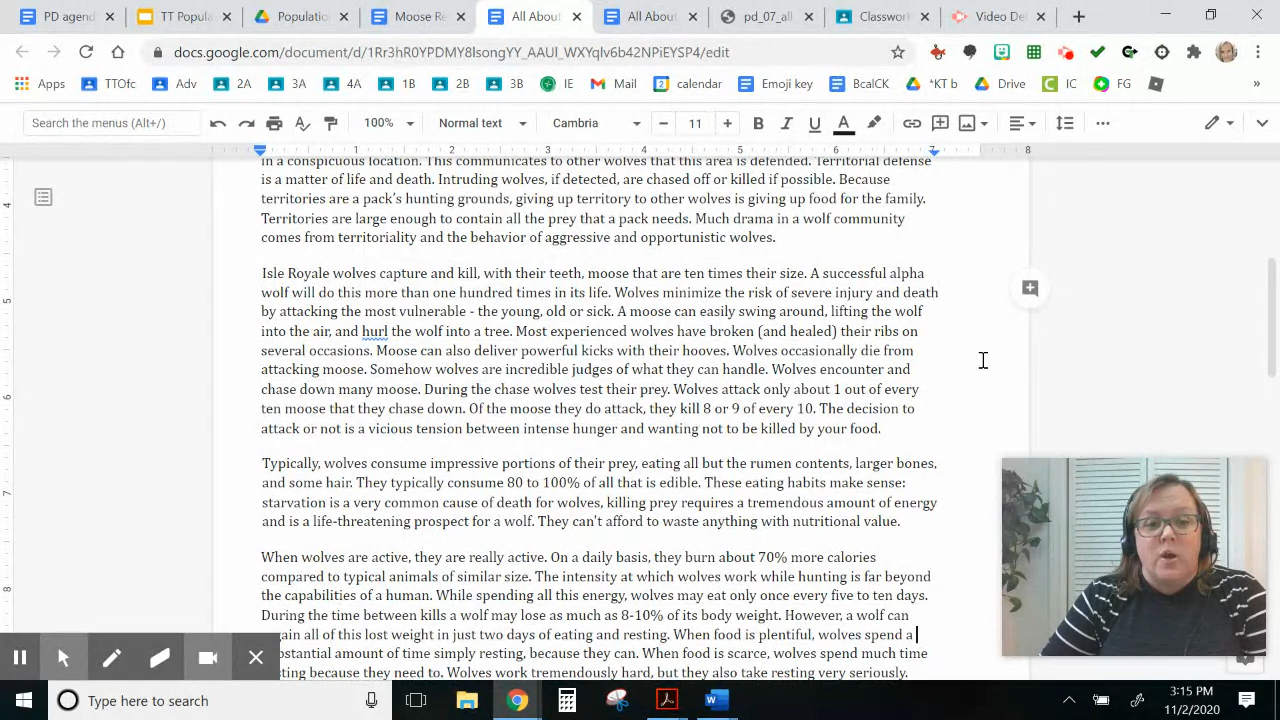 PD agend
TT Popula
Population
Moose Re
All About
All About
pd_07_all
Classwork
Video De
docs.google.com/document/d/1Rr3hR0YPDMY8lsongYY_AAUl_WXYqlv6b42NPiEYSP4/edit
Apps TTOfc Adv 2A 3A 4A 1B 2B 3B IE Mail calendar Emoji key BcalCK *KT b Drive IC FG »
Search the menus (Alt+/) 100% Normal text Cambria 11
1 2 3 4 5 6 7 8
in a conspicuous location. This communicates to other wolves that this area is defended. Territorial defense
is a matter of life and death. Intruding wolves, if detected, are chased off or killed if possible. Because
territories are a pack's hunting grounds, giving up territory to other wolves is giving up food for the family.
Territories are large enough to contain all the prey that a pack needs. Much drama in a wolf community
comes from territoriality and the behavior of aggressive and opportunistic wolves.
Isle Royale wolves capture and kill, with their teeth, moose that are ten times their size. A successful alpha
wolf will do this more than one hundred times in its life. Wolves minimize the risk of severe injury and death
by attacking the most vulnerable - the young, old or sick. A moose can easily swing around, lifting the wolf
into the air, and hurl the wolf into a tree. Most experienced wolves have broken (and healed) their ribs on
several occasions. Moose can also deliver powerful kicks with their hooves. Wolves occasionally die from
attacking moose. Somehow wolves are incredible judges of what they can handle. Wolves encounter and
chase down many moose. During the chase wolves test their prey. Wolves attack only about 1 out of every
ten moose that they chase down. Of the moose they do attack, they kill 8 or 9 of every 10. The decision to
attack or not is a vicious tension between intense hunger and wanting not to be killed by your food.
Typically, wolves consume impressive portions of their prey, eating all but the rumen contents, larger bones,
and some hair. They typically consume 80 to 100% of all that is edible. These eating habits make sense:
starvation is a very common cause of death for wolves, killing prey requires a tremendous amount of energy
and is a life-threatening prospect for a wolf. They can't afford to waste anything with nutritional value.
When wolves are active, they are really active. On a daily basis, they burn about 70% more calories
compared to typical animals of similar size. The intensity at which wolves work while hunting is far beyond
the capabilities of a human. While spending all this energy, wolves may eat only once every five to ten days.
During the time between kills a wolf may lose as much as 8-10% of its body weight. However, a wolf can
gain all of this lost weight in just two days of eating and resting. When food is plentiful, wolves spend a
substantial amount of time simply resting, because they can. When food is scarce, wolves spend much time
resting because they need to. Wolves work tremendously hard, but they also take resting very seriously.
4
5
6
7
8
Type here to search
3:15 PM
11/2/2020